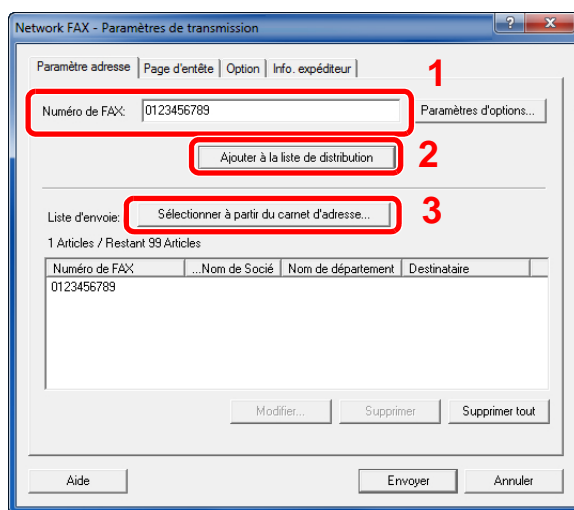 Network FAX - Paramètres de transmission
Paramètre adresse Page d'entête Option Info. expéditeur
1
Numéro de FAX: 0123456789 Paramètres d'options...
Ajouter à la liste de distribution 2
Liste d'envoie: Sélectionner à partir du carnet d'adresse... 3
1 Articles / Restant 99 Articles
Numéro de FAX ...Nom de Socié Nom de département Destinataire
0123456789
Modifier... Supprimer Supprimer tout
Aide Envoyer Annuler